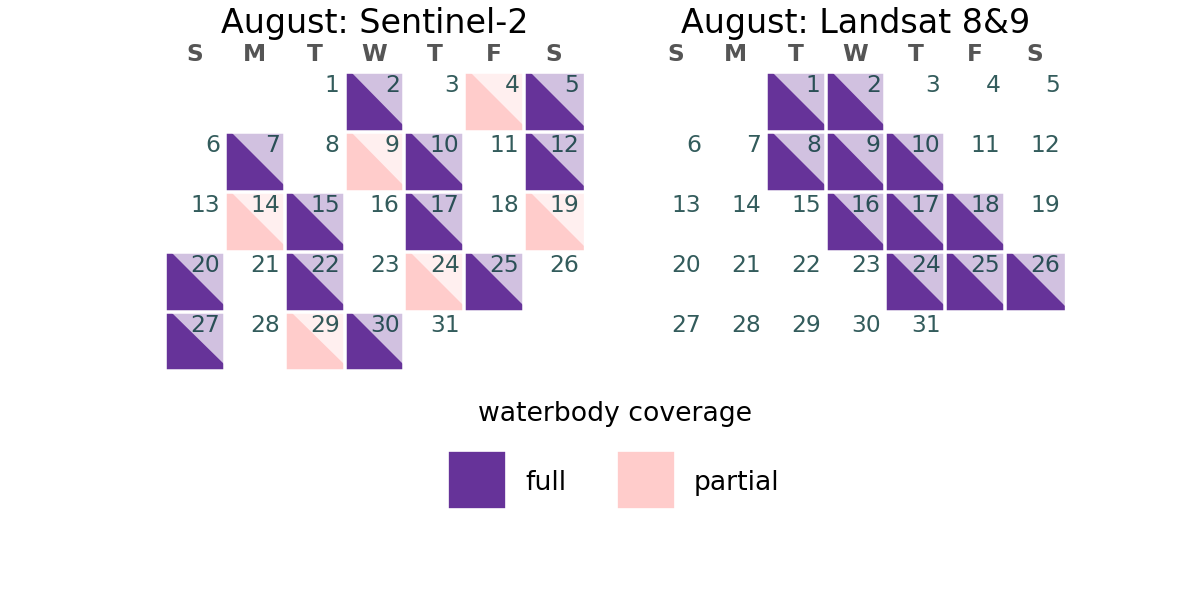 August: Sentinel-2
S M T W T F S
1 2 3 4 5
6 7 8 9 10 11 12
13 14 15 16 17 18 19
20 21 22 23 24 25 26
27 28 29 30 31
August: Landsat 8&9
S M T W T F S
1 2 3 4 5
6 7 8 9 10 11 12
13 14 15 16 17 18 19
20 21 22 23 24 25 26
27 28 29 30 31
waterbody coverage
full
partial